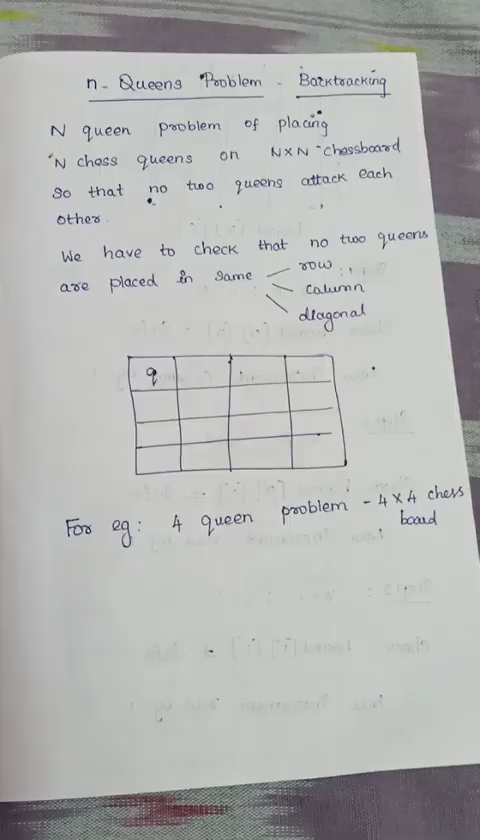 n- Queens Problem - Backtracking
N queen problem of placing
N chess queens on N×N chessboard
So that no two queens attack each
other.
We have to check that no two queens
are placed in same row
column
diagonal
q
For eg: 4 queen problem - 4×4 chess
board